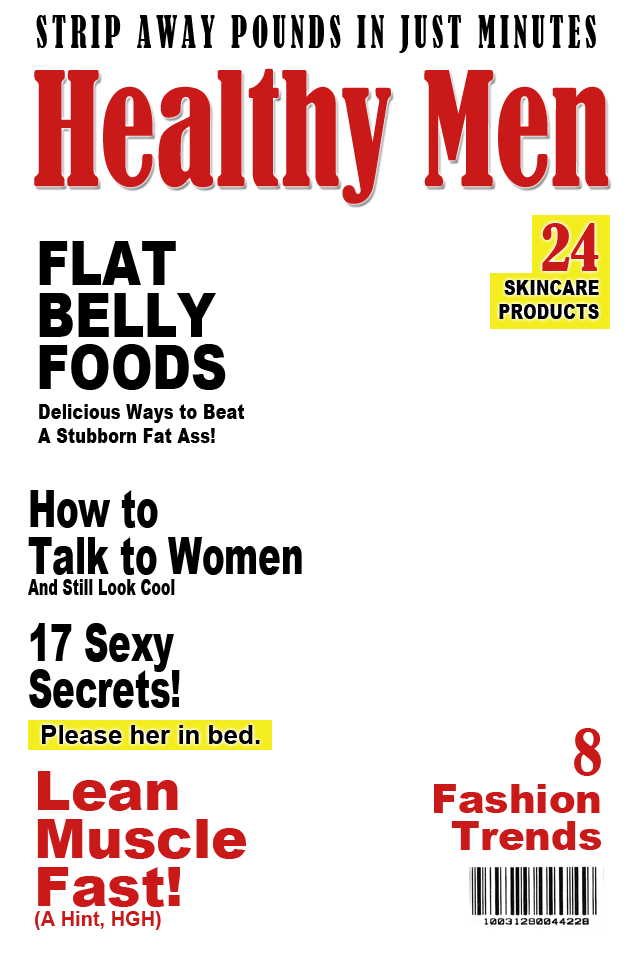 STRIP AWAY POUNDS IN JUST MINUTES
Healthy Men
24
SKINCARE
PRODUCTS
FLAT
BELLY
FOODS
Delicious Ways to Beat
A Stubborn Fat Ass!
How to
Talk to Women
And Still Look Cool
17 Sexy
Secrets!
Please her in bed.
Lean
Muscle
Fast!
(A Hint, HGH)
8
Fashion
Trends
10031280044228